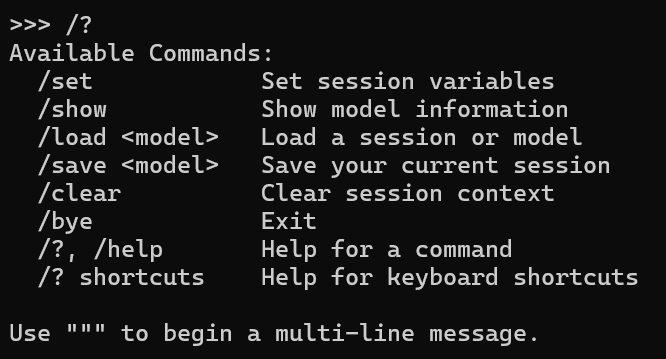 >>> /?
Available Commands:
  /set            Set session variables
  /show           Show model information
  /load <model>   Load a session or model
  /save <model>   Save your current session
  /clear          Clear session context
  /bye            Exit
  /?, /help       Help for a command
  /? shortcuts    Help for keyboard shortcuts

Use """ to begin a multi-line message.